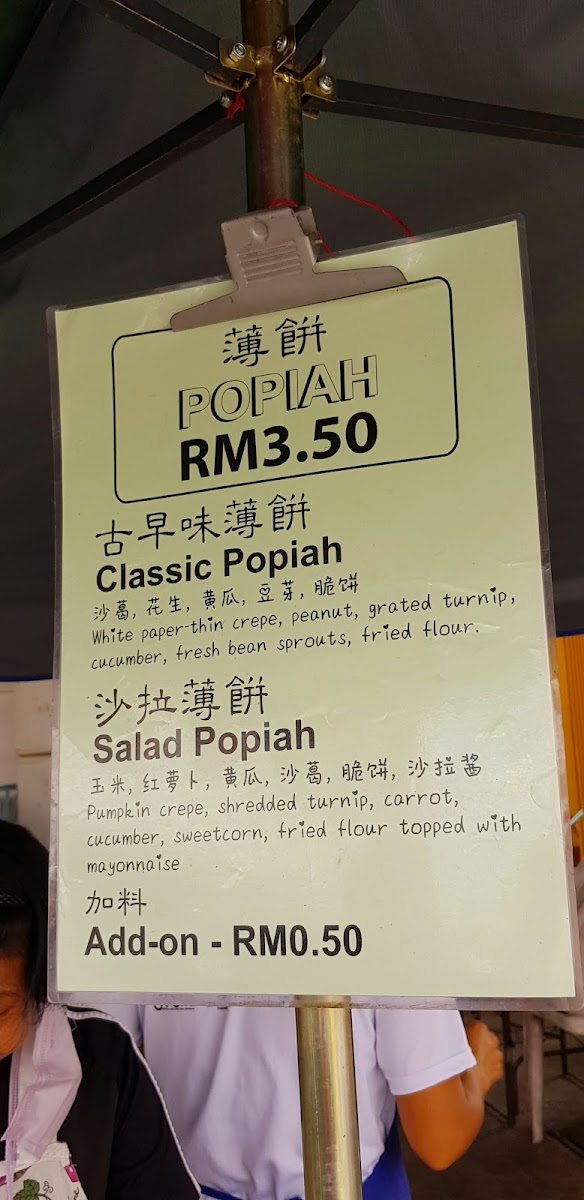 薄餅
POPIAH
RM3.50
古早味薄餅
Classic Popiah
沙葛, 花生, 黄瓜, 豆芽, 脆饼
White paper-thin crepe, peanut, grated turnip,
cucumber, fresh bean sprouts, fried flour.
沙拉薄餅
Salad Popiah
玉米, 红萝卜, 黄瓜, 沙葛, 脆饼, 沙拉酱
Pumpkin crepe, shredded turnip, carrot,
cucumber, sweetcorn, fried flour topped with
mayonnaise
加料
Add-on - RM0.50